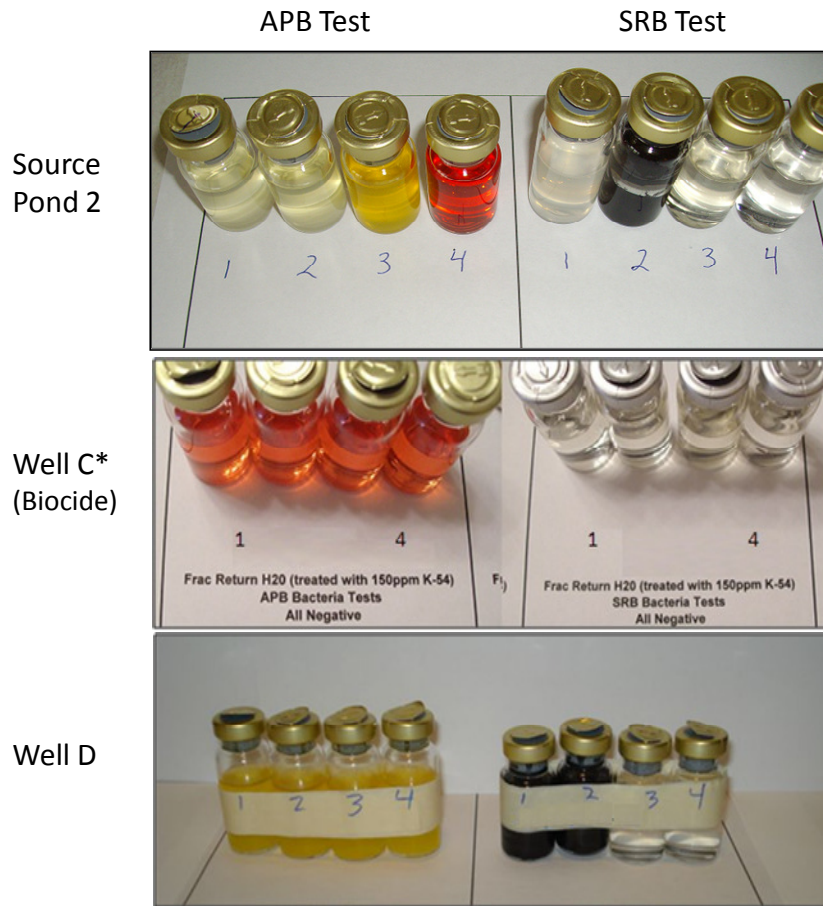 APB Test
SRB Test
Source
Pond 2
1 2 3 4
1 2 3 4
Well C*
(Biocide)
1 4
Frac Return H20 (treated with 150ppm K-54)
APB Bacteria Tests
All Negative
1 4
Frac Return H20 (treated with 150ppm K-54)
SRB Bacteria Tests
All Negative
Well D
1 2 3 4
1 2 3 4